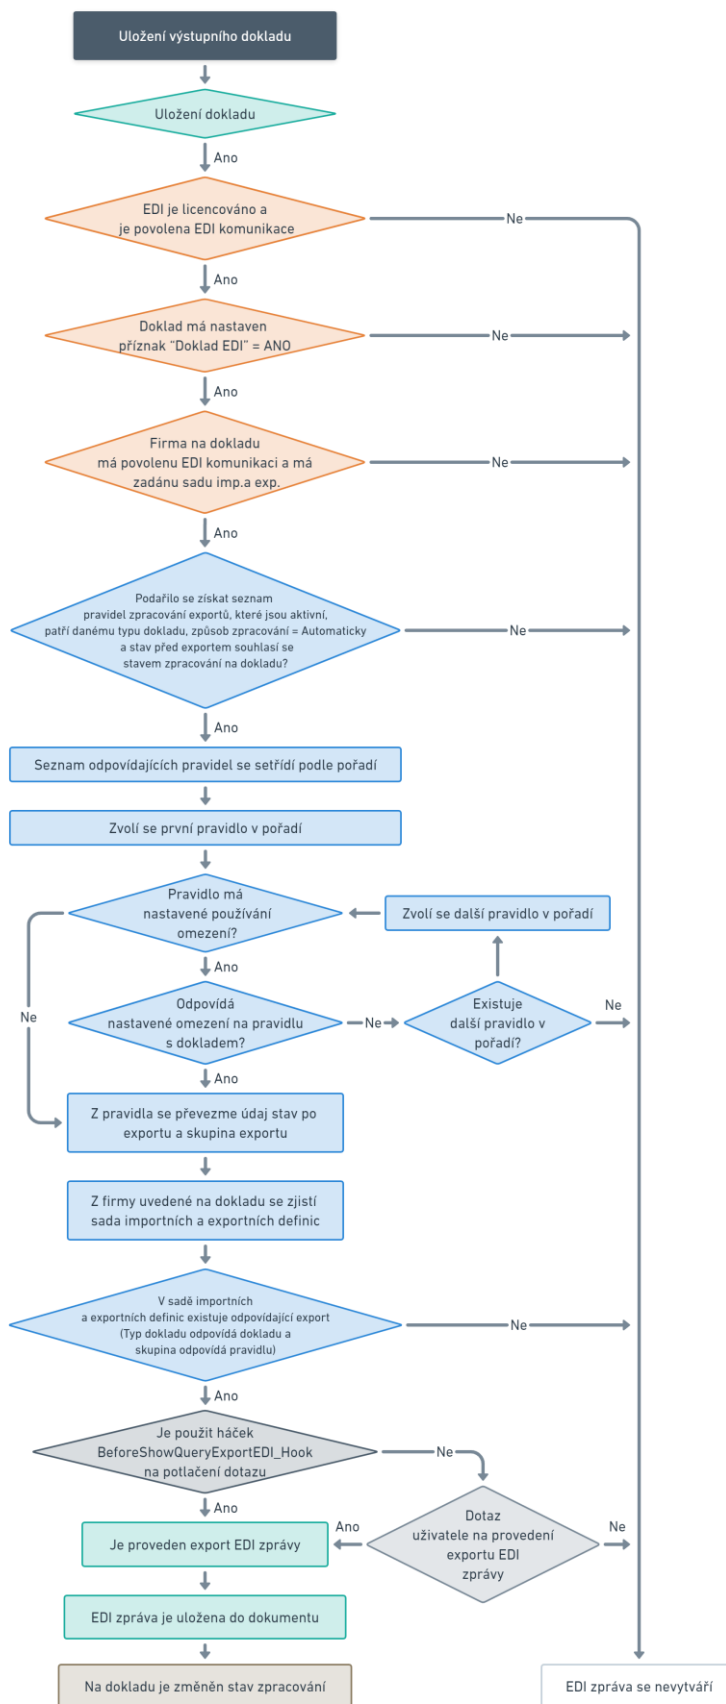 Uložení výstupního dokladu
Uložení dokladu
Ano
EDI je licencováno a
je povolena EDI komunikace
Ne
Ano
Doklad má nastaven
příznak “Doklad EDI” = ANO
Ne
Ano
Firma na dokladu
má povolenu EDI komunikaci a má
zadánu sadu imp.a exp.
Ne
Ano
Podařilo se získat seznam
pravidel zpracování exportů, které jsou aktivní,
patří danému typu dokladu, způsob zpracování = Automaticky
a stav před exportem souhlasí se
stavem zpracování na dokladu?
Ne
Ano
Seznam odpovídajících pravidel se setřídí podle pořadí
Zvolí se první pravidlo v pořadí
Pravidlo má
nastavené používání
omezení?
Zvolí se další pravidlo v pořadí
Ano
Ne
Odpovídá
nastavené omezení na pravidlu
s dokladem?
Ne
Existuje
další pravidlo v
pořadí?
Ne
Ano
Z pravidla se převezme údaj stav po
exportu a skupina exportu
Z firmy uvedené na dokladu se zjistí
sada importních a exportních definic
V sadě importních
a exportních definic existuje odpovídající export
(Typ dokladu odpovídá dokladu a
skupina odpovídá pravidlu)
Ne
Ano
Je použit háček
BeforeShowQueryExportEDI_Hook
na potlačení dotazu
Ne
Ano
Dotaz
uživatele na provedení
exportu EDI
zprávy
Ano
Ne
Je proveden export EDI zprávy
EDI zpráva je uložena do dokumentu
Na dokladu je změněn stav zpracování
EDI zpráva se nevytváří